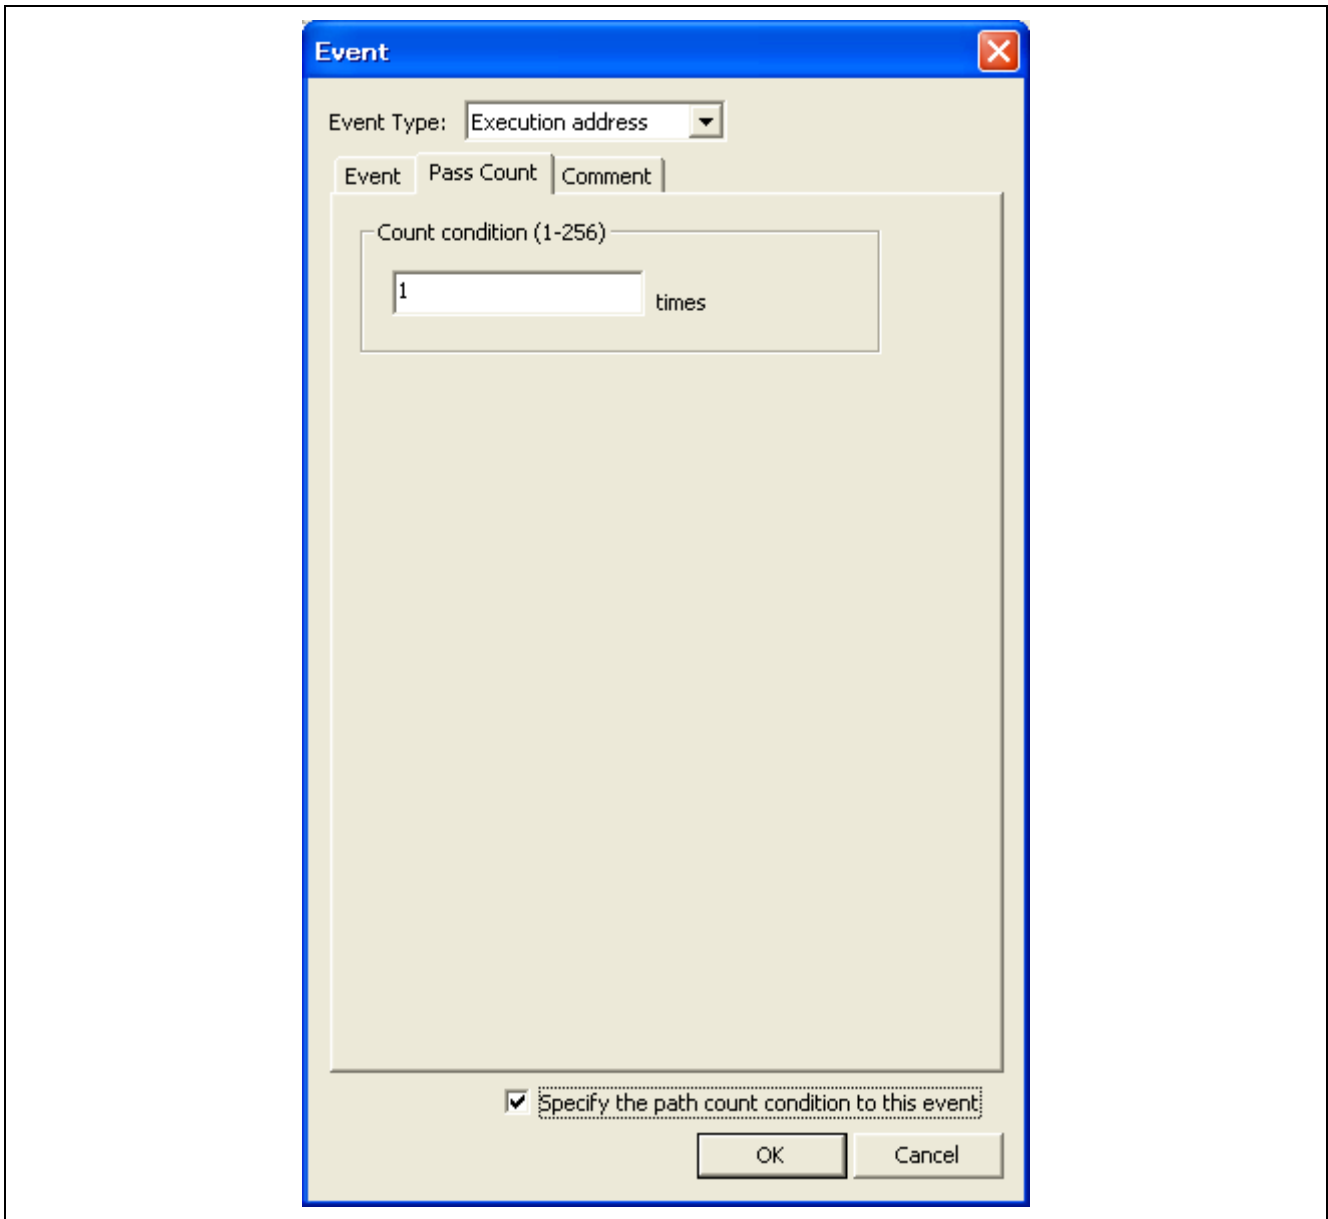 Event
Event Type: Execution address
Event Pass Count Comment
Count condition (1-256)
1 times
Specify the path count condition to this event
OK Cancel